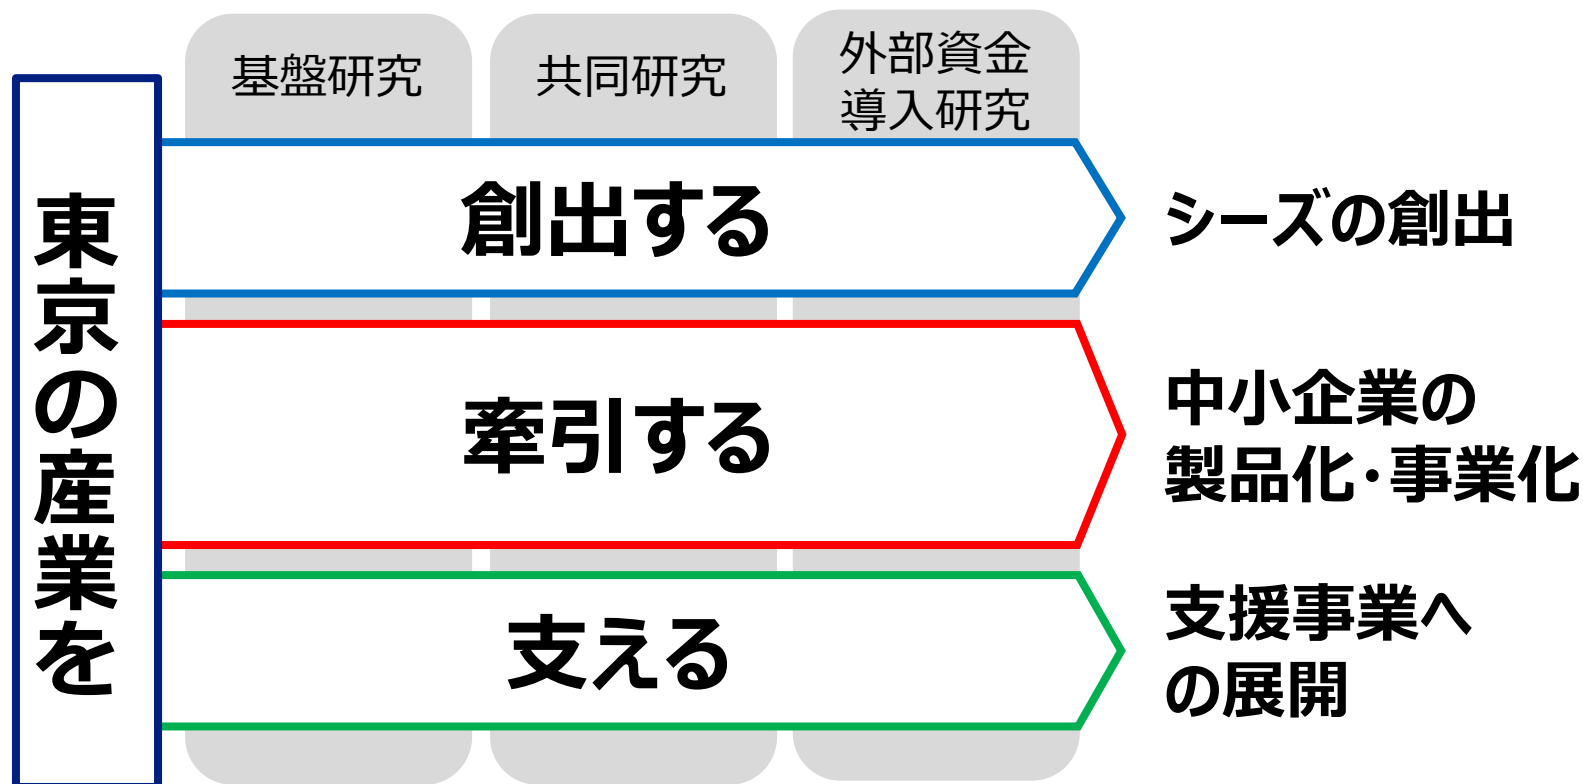 基盤研究
共同研究
外部資金
導入研究
東京の産業を
創出する
シーズの創出
牽引する
中小企業の
製品化・事業化
支える
支援事業へ
の展開